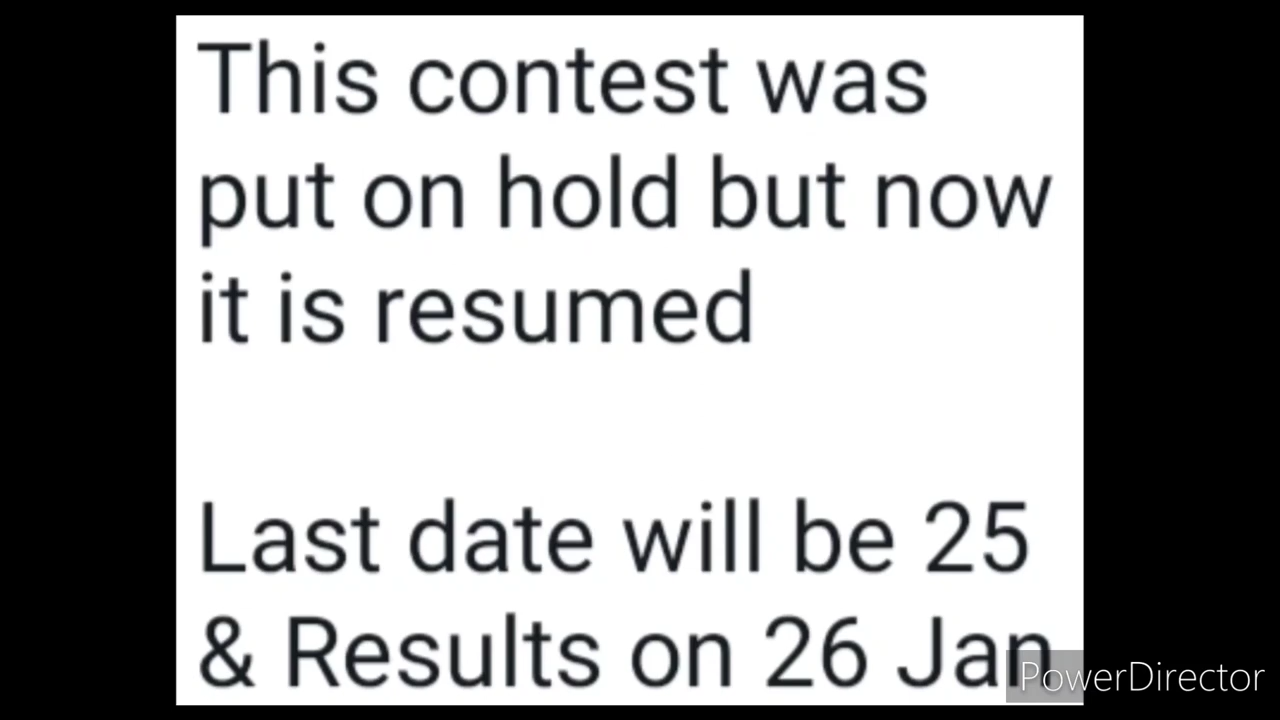 This contest was
put on hold but now
it is resumed
Last date will be 25
& Results on 26 Jan
PowerDirector